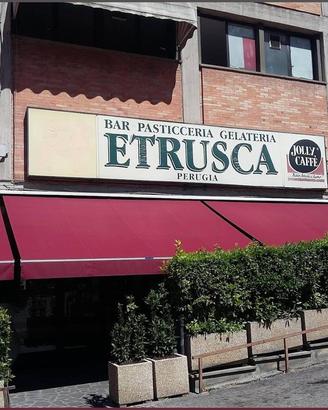 BAR PASTICCERIA GELATERIA
ETRUSCA
PERUGIA
JOLLY
CAFFÈ